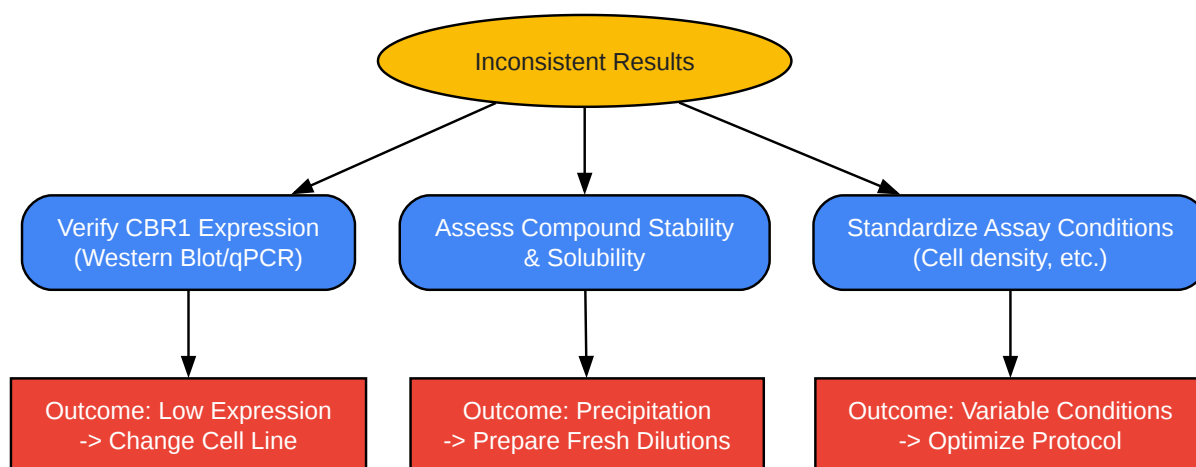 Inconsistent Results
Verify CBR1 Expression
(Western Blot/qPCR)
Assess Compound Stability
& Solubility
Standardize Assay Conditions
(Cell density, etc.)
Outcome: Low Expression
-> Change Cell Line
Outcome: Precipitation
-> Prepare Fresh Dilutions
Outcome: Variable Conditions
-> Optimize Protocol